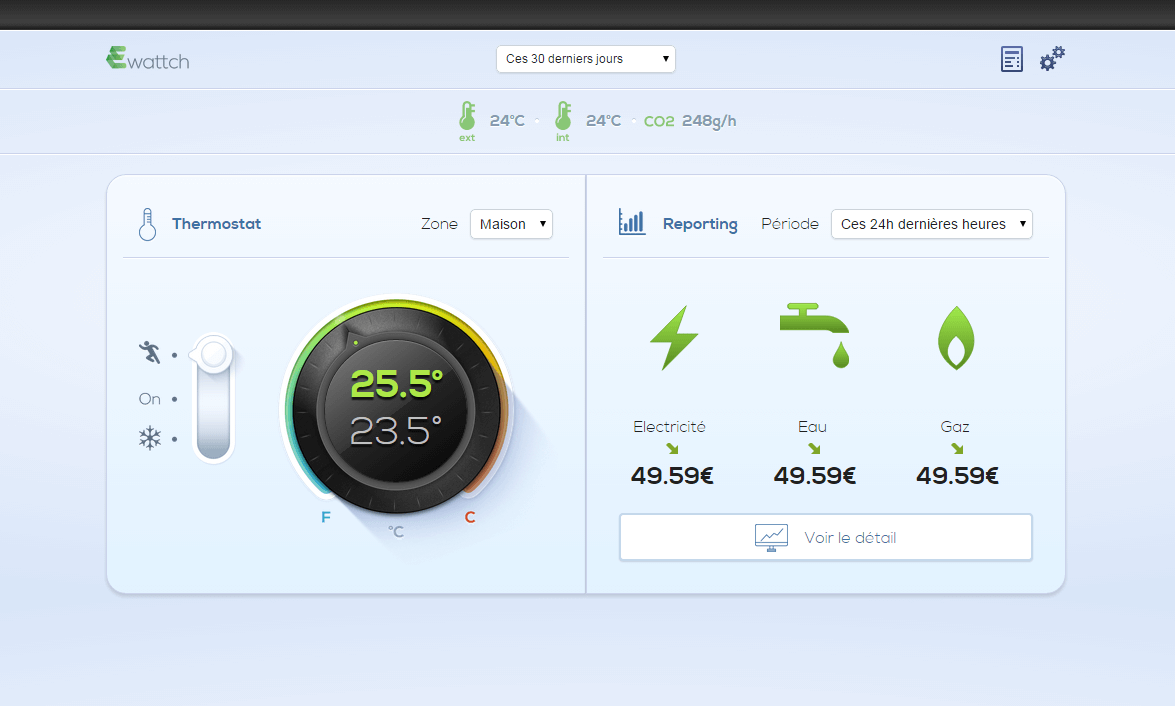 Ewattch
Ces 30 derniers jours
ext 24°C int 24°C CO2 248g/h
Thermostat
Zone Maison
On
25.5°
23.5°
F °C C
Reporting
Période Ces 24h dernières heures
Electricité Eau Gaz
49.59€ 49.59€ 49.59€
Voir le détail